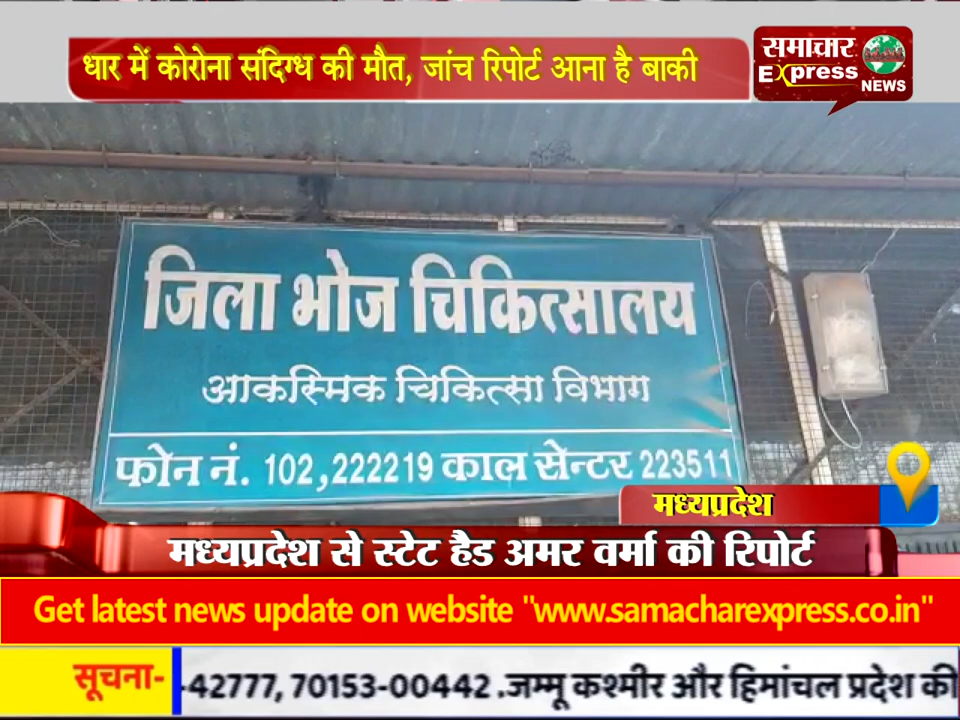 धार में कोरोना संदिग्ध की मौत, जांच रिपोर्ट आना है बाकी
समाचार
Express
NEWS
जिला भोज चिकित्सालय
आकस्मिक चिकित्सा विभाग
फोन नं. 102,222219 काल सेन्टर 223511
मध्यप्रदेश
मध्यप्रदेश से स्टेट हैड अमर वर्मा की रिपोर्ट
Get latest news update on website "www.samacharexpress.co.in"
सूचना- -42777, 70153-00442 .जम्मू कश्मीर और हिमांचल प्रदेश की